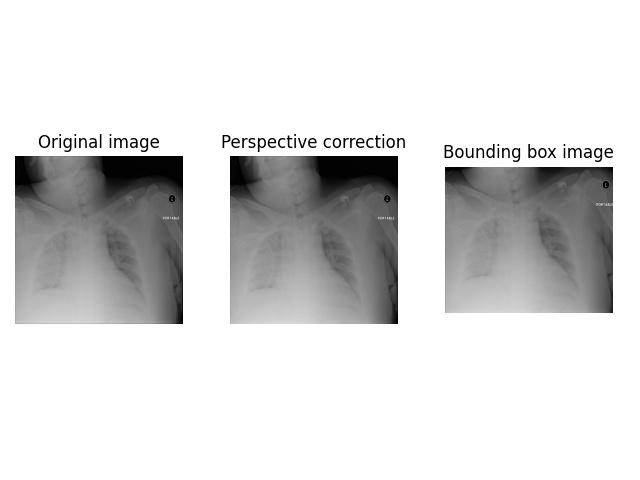 Original image
Perspective correction
Bounding box image
L
PORTABLE
L
PORTABLE
L
PORTABLE